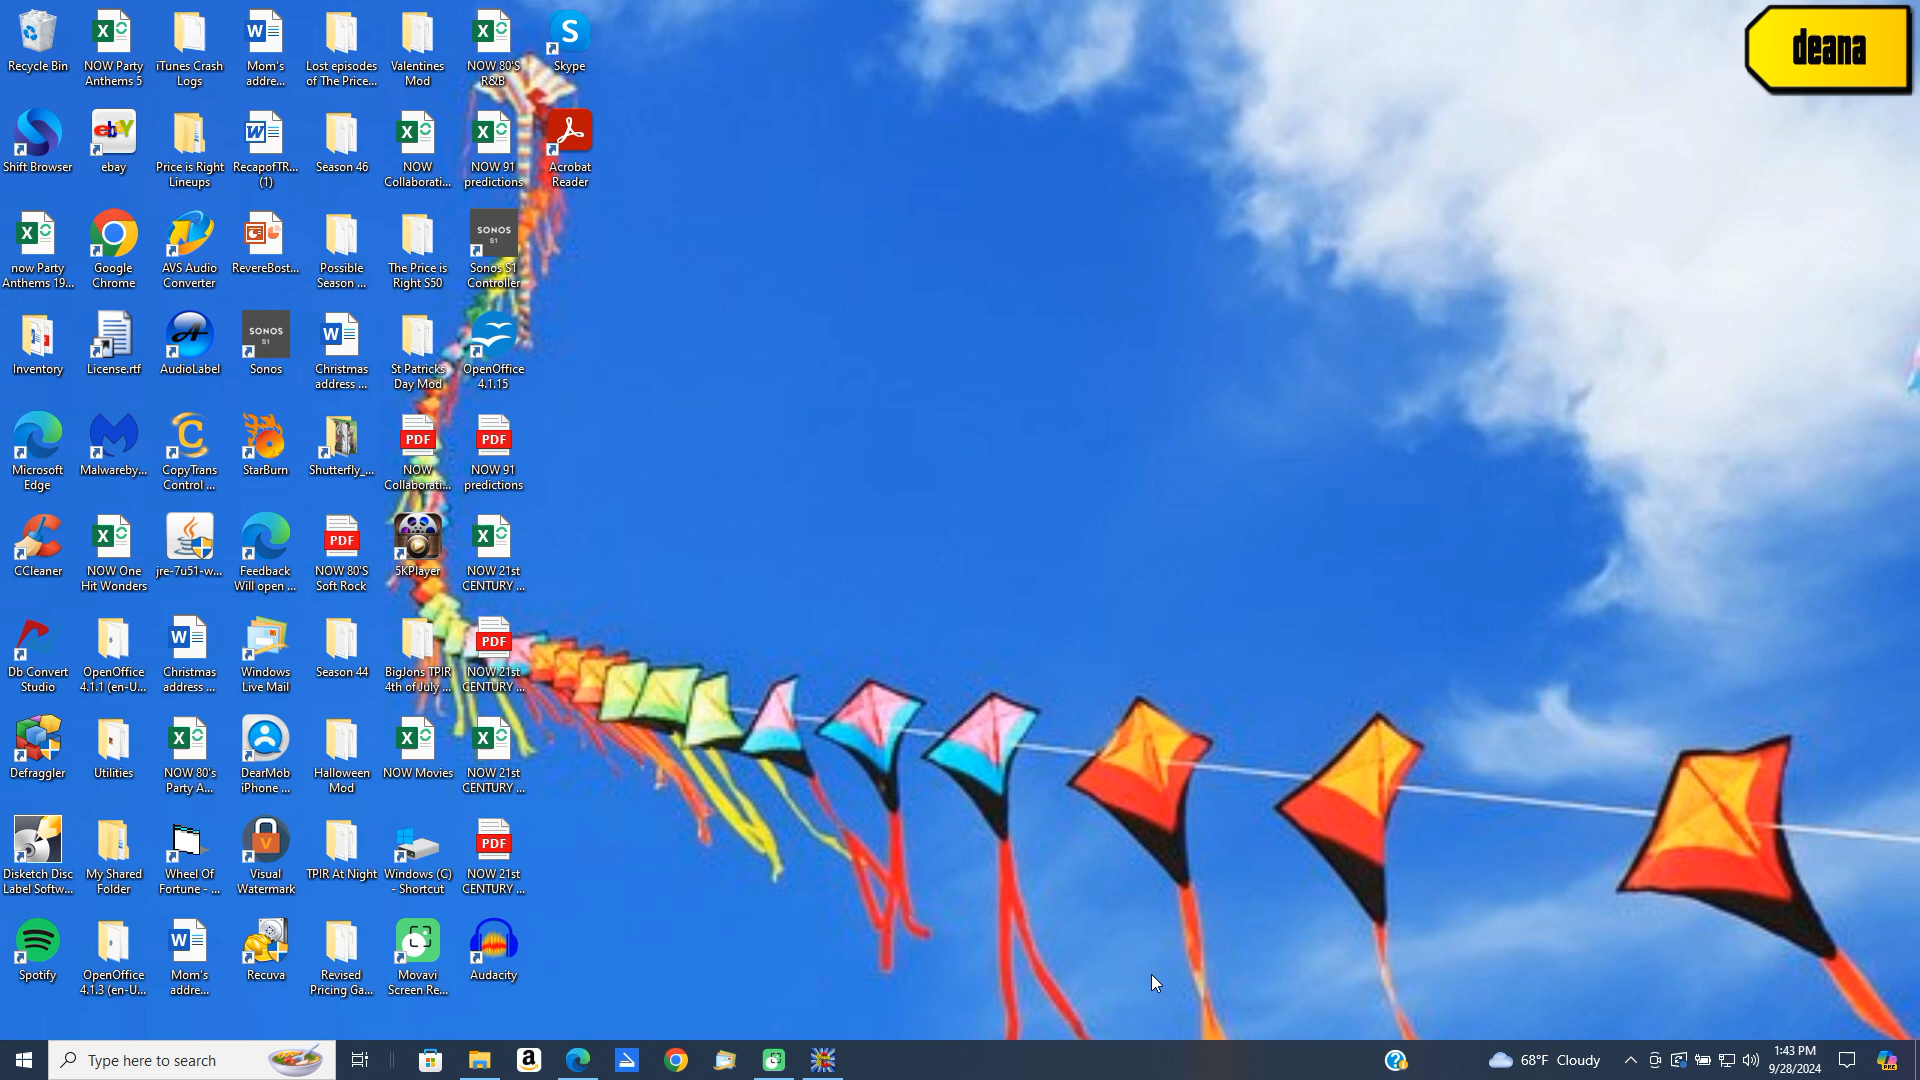 deana
Recycle Bin
NOW Party
Anthems 5
iTunes Crash
Logs
Mom's
addre...
Lost episodes
of The Price...
Valentines
Mod
NOW 80'S
R&B
Skype
Shift Browser
ebay
Price is Right
Lineups
RecapofTR...
(1)
Season 46
NOW
Collaborati...
NOW 91
predictions
Acrobat
Reader
now Party
Anthems 19...
Google
Chrome
AVS Audio
Converter
RevereBost...
Possible
Season ...
The Price is
Right S50
SONOS
S1
Sonos S1
Controller
Inventory
License.rtf
AudioLabel
SONOS
S1
Sonos
Christmas
address ...
St Patricks
Day Mod
OpenOffice
4.1.15
Microsoft
Edge
Malwareby...
CopyTrans
Control ...
StarBurn
Shutterfly_...
PDF
NOW
Collaborati...
PDF
NOW 91
predictions
CCleaner
NOW One
Hit Wonders
jre-7u51-w...
Feedback
Will open ...
PDF
NOW 80'S
Soft Rock
5KPlayer
NOW 21st
CENTURY ...
Db Convert
Studio
OpenOffice
4.1.1 (en-U...
Christmas
address ...
Windows
Live Mail
Season 44
BigJons TPIR
4th of July ...
PDF
NOW 21st
CENTURY ...
Defraggler
Utilities
NOW 80's
Party A...
DearMob
iPhone ...
Halloween
Mod
NOW Movies
NOW 21st
CENTURY ...
Disketch Disc
Label Softw...
My Shared
Folder
Wheel Of
Fortune - ...
Visual
Watermark
TPIR At Night
Windows (C)
- Shortcut
PDF
NOW 21st
CENTURY ...
Spotify
OpenOffice
4.1.3 (en-U...
Mom's
addre...
Recuva
Revised
Pricing Ga...
Movavi
Screen Re...
Audacity
Type here to search
68°F Cloudy
1:43 PM
9/28/2024